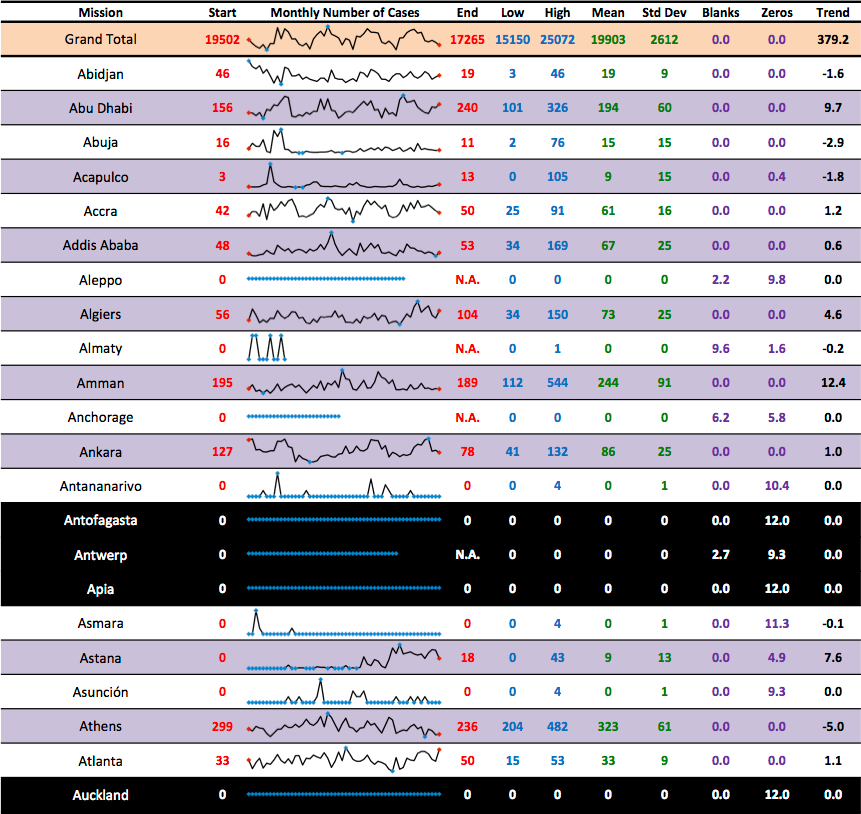 Mission Start Monthly Number of Cases End Low High Mean Std Dev Blanks Zeros Trend
Grand Total 19502 17265 15150 25072 19903 2612 0.0 0.0 379.2
Abidjan 46 19 3 46 19 9 0.0 0.0 -1.6
Abu Dhabi 156 240 101 326 194 60 0.0 0.0 9.7
Abuja 16 11 2 76 15 15 0.0 0.0 -2.9
Acapulco 3 13 0 105 9 15 0.0 0.4 -1.8
Accra 42 50 25 91 61 16 0.0 0.0 1.2
Addis Ababa 48 53 34 169 67 25 0.0 0.0 0.6
Aleppo 0 N.A. 0 0 0 0 2.2 9.8 0.0
Algiers 56 104 34 150 73 25 0.0 0.0 4.6
Almaty 0 N.A. 0 1 0 0 9.6 1.6 -0.2
Amman 195 189 112 544 244 91 0.0 0.0 12.4
Anchorage 0 N.A. 0 0 0 0 6.2 5.8 0.0
Ankara 127 78 41 132 86 25 0.0 0.0 1.0
Antananarivo 0 0 0 4 0 1 0.0 10.4 0.0
Antofagasta 0 0 0 0 0 0 0.0 12.0 0.0
Antwerp 0 N.A. 0 0 0 0 2.7 9.3 0.0
Apia 0 0 0 0 0 0 0.0 12.0 0.0
Asmara 0 0 0 4 0 1 0.0 11.3 -0.1
Astana 0 18 0 43 9 13 0.0 4.9 7.6
Asunción 0 0 0 4 0 1 0.0 9.3 0.0
Athens 299 236 204 482 323 61 0.0 0.0 -5.0
Atlanta 33 50 15 53 33 9 0.0 0.0 1.1
Auckland 0 0 0 0 0 0 0.0 12.0 0.0